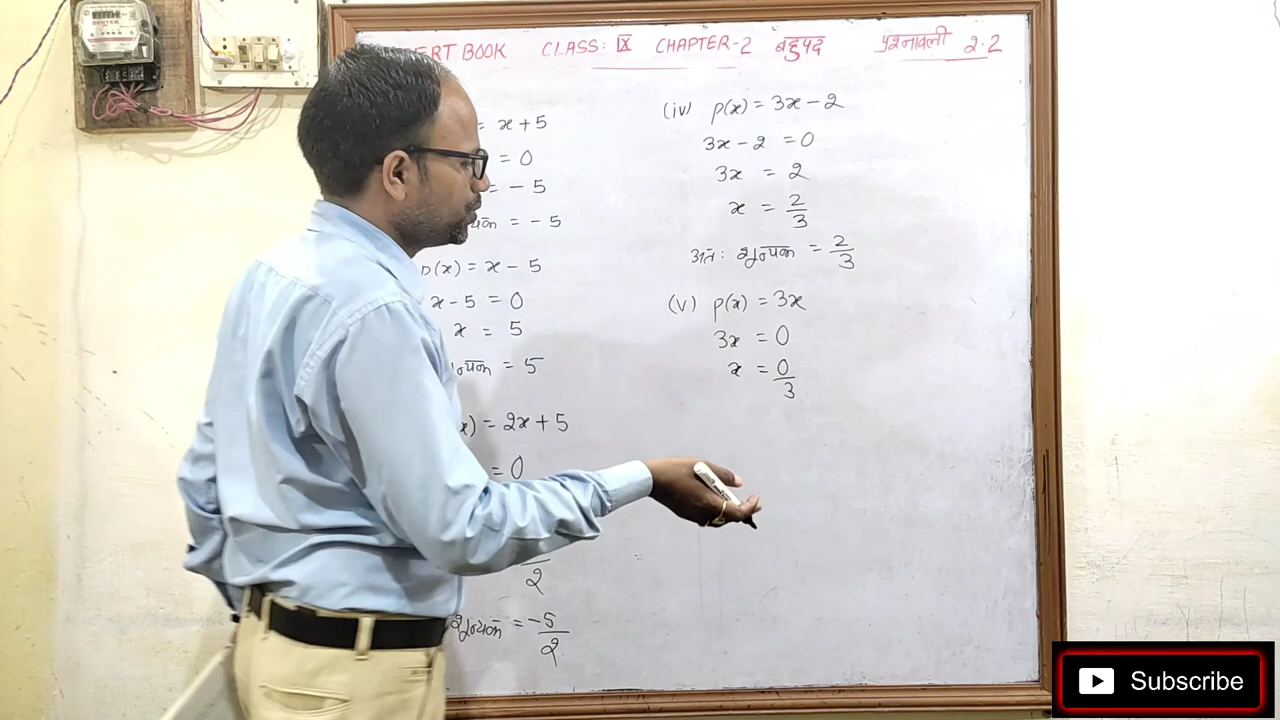 ERT BOOK CLASS: IX CHAPTER-2 बहुपद प्रश्नावली 2.2
= x + 5
= 0
= - 5
यक = - 5
p(x) = x - 5
x - 5 = 0
x = 5
न्यक = 5
x) = 2x + 5
= 0
2
शून्यक = -5/2
(iv) p(x) = 3x - 2
3x - 2 = 0
3x = 2
x = 2/3
अतः शून्यक = 2/3
(v) p(x) = 3x
3x = 0
x = 0/3
Subscribe